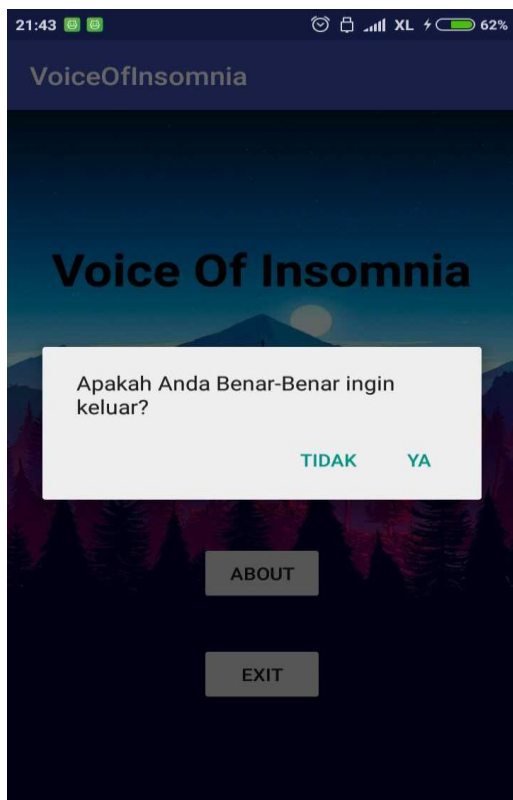 21:43 XL 62%
VoiceOfInsomnia
Voice Of Insomnia
Apakah Anda Benar-Benar ingin
keluar?
TIDAK YA
ABOUT
EXIT